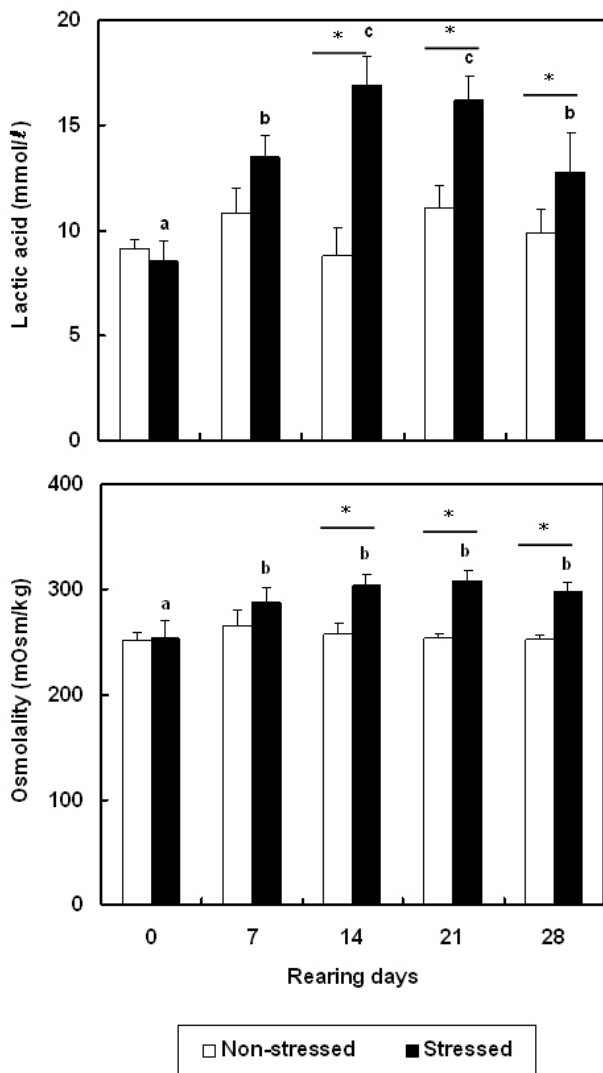 Lactic acid (mmol/ℓ)
20
15
10
5
0
a
b
*
c
*
c
*
b
Osmolality (mOsm/kg)
400
300
200
100
0
a
b
*
b
*
b
*
b
0 7 14 21 28
Rearing days
Non-stressed Stressed